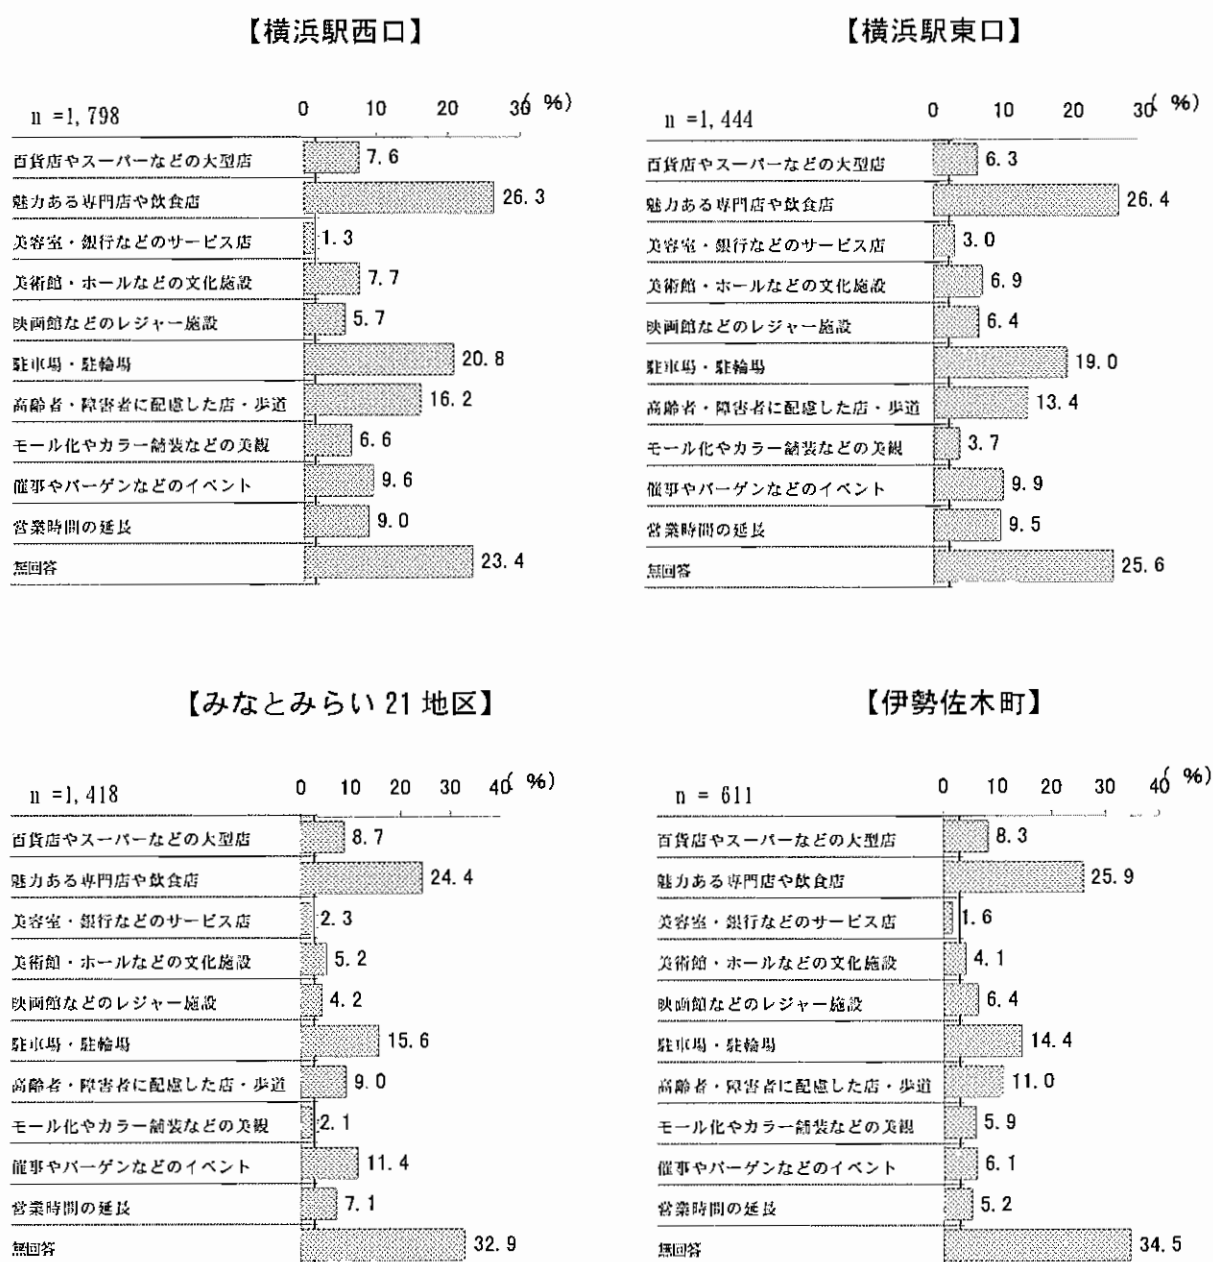 【横浜駅西口】
n =1,798
0 10 20 30 ( %)
百貨店やスーパーなどの大型店 7.6
魅力ある専門店や飲食店 26.3
美容室・銀行などのサービス店 1.3
美術館・ホールなどの文化施設 7.7
映画館などのレジャー施設 5.7
駐車場・駐輪場 20.8
高齢者・障害者に配慮した店・歩道 16.2
モール化やカラー舗装などの美観 6.6
催事やバーゲンなどのイベント 9.6
営業時間の延長 9.0
無回答 23.4
【横浜駅東口】
n =1,444
0 10 20 30 ( %)
百貨店やスーパーなどの大型店 6.3
魅力ある専門店や飲食店 26.4
美容室・銀行などのサービス店 3.0
美術館・ホールなどの文化施設 6.9
映画館などのレジャー施設 6.4
駐車場・駐輪場 19.0
高齢者・障害者に配慮した店・歩道 13.4
モール化やカラー舗装などの美観 3.7
催事やバーゲンなどのイベント 9.9
営業時間の延長 9.5
無回答 25.6
【みなとみらい 21 地区】
n =1,418
0 10 20 30 40 ( %)
百貨店やスーパーなどの大型店 8.7
魅力ある専門店や飲食店 24.4
美容室・銀行などのサービス店 2.3
美術館・ホールなどの文化施設 5.2
映画館などのレジャー施設 4.2
駐車場・駐輪場 15.6
高齢者・障害者に配慮した店・歩道 9.0
モール化やカラー舗装などの美観 2.1
催事やバーゲンなどのイベント 11.4
営業時間の延長 7.1
無回答 32.9
【伊勢佐木町】
n = 611
0 10 20 30 40 ( %)
百貨店やスーパーなどの大型店 8.3
魅力ある専門店や飲食店 25.9
美容室・銀行などのサービス店 1.6
美術館・ホールなどの文化施設 4.1
映画館などのレジャー施設 6.4
駐車場・駐輪場 14.4
高齢者・障害者に配慮した店・歩道 11.0
モール化やカラー舗装などの美観 5.9
催事やバーゲンなどのイベント 6.1
営業時間の延長 5.2
無回答 34.5